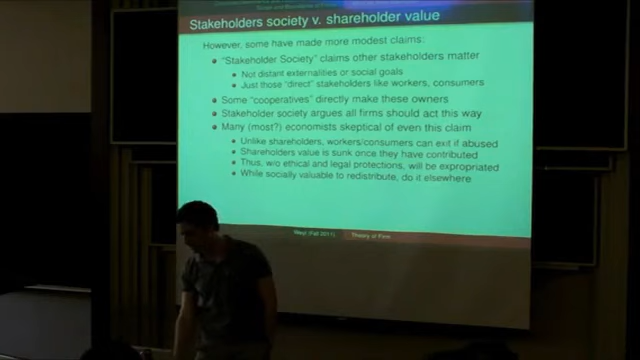 Stakeholders society v. shareholder value
However, some have made more modest claims:
"Stakeholder Society" claims other stakeholders matter
Not distant externalities or social goals
Just those "direct" stakeholders like workers, consumers
Some "cooperatives" directly make these owners
Stakeholder society argues all firms should act this way
Many (most?) economists skeptical of even this claim
Unlike shareholders, workers/consumers can exit if abused
Shareholders value is sunk once they have contributed
Thus, w/o ethical and legal protections, will be expropriated
While socially valuable to redistribute, do it elsewhere
Weyl (Fall 2011) Theory of Firm